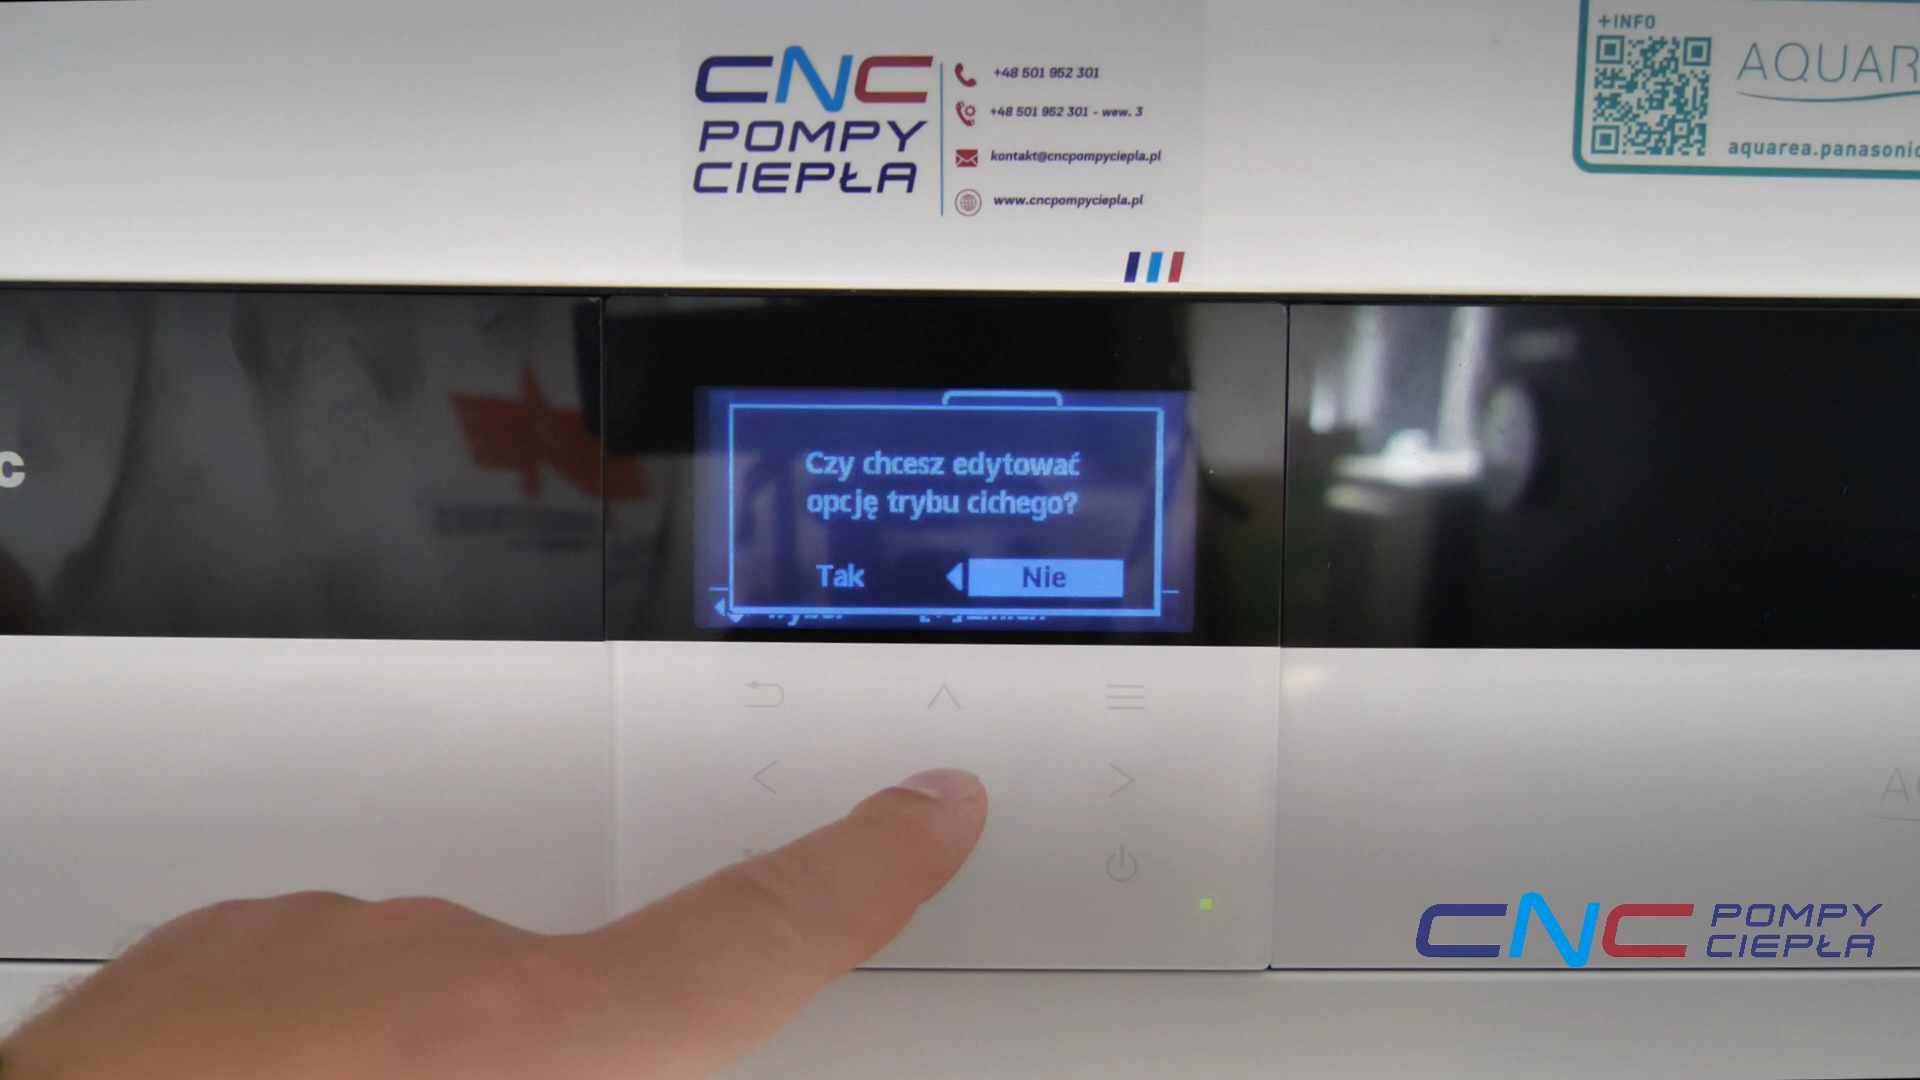 CNC
POMPY
CIEPŁA
+48 501 952 301
+48 501 952 301 - wew. 3
kontakt@cncpompyciepla.pl
www.cncpompyciepla.pl
+INFO
AQUAR
aquarea.panasonic
c
Czy chcesz edytować
opcję trybu cichego?
Tak
Nie
A
CNC POMPY
CIEPŁA